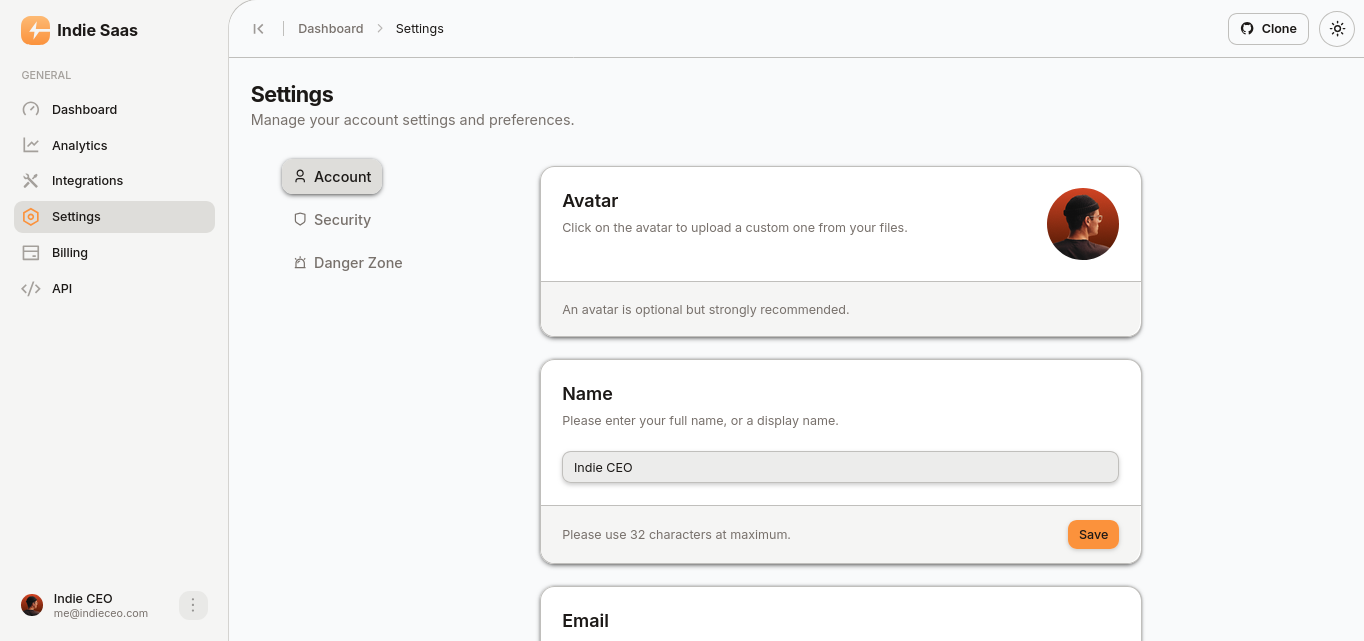 Indie Saas
GENERAL
Dashboard
Analytics
Integrations
Settings
Billing
API
Indie CEO
me@indieceo.com
Dashboard
Settings
Clone
Settings
Manage your account settings and preferences.
Account
Security
Danger Zone
Avatar
Click on the avatar to upload a custom one from your files.
An avatar is optional but strongly recommended.
Name
Please enter your full name, or a display name.
Indie CEO
Please use 32 characters at maximum.
Save
Email